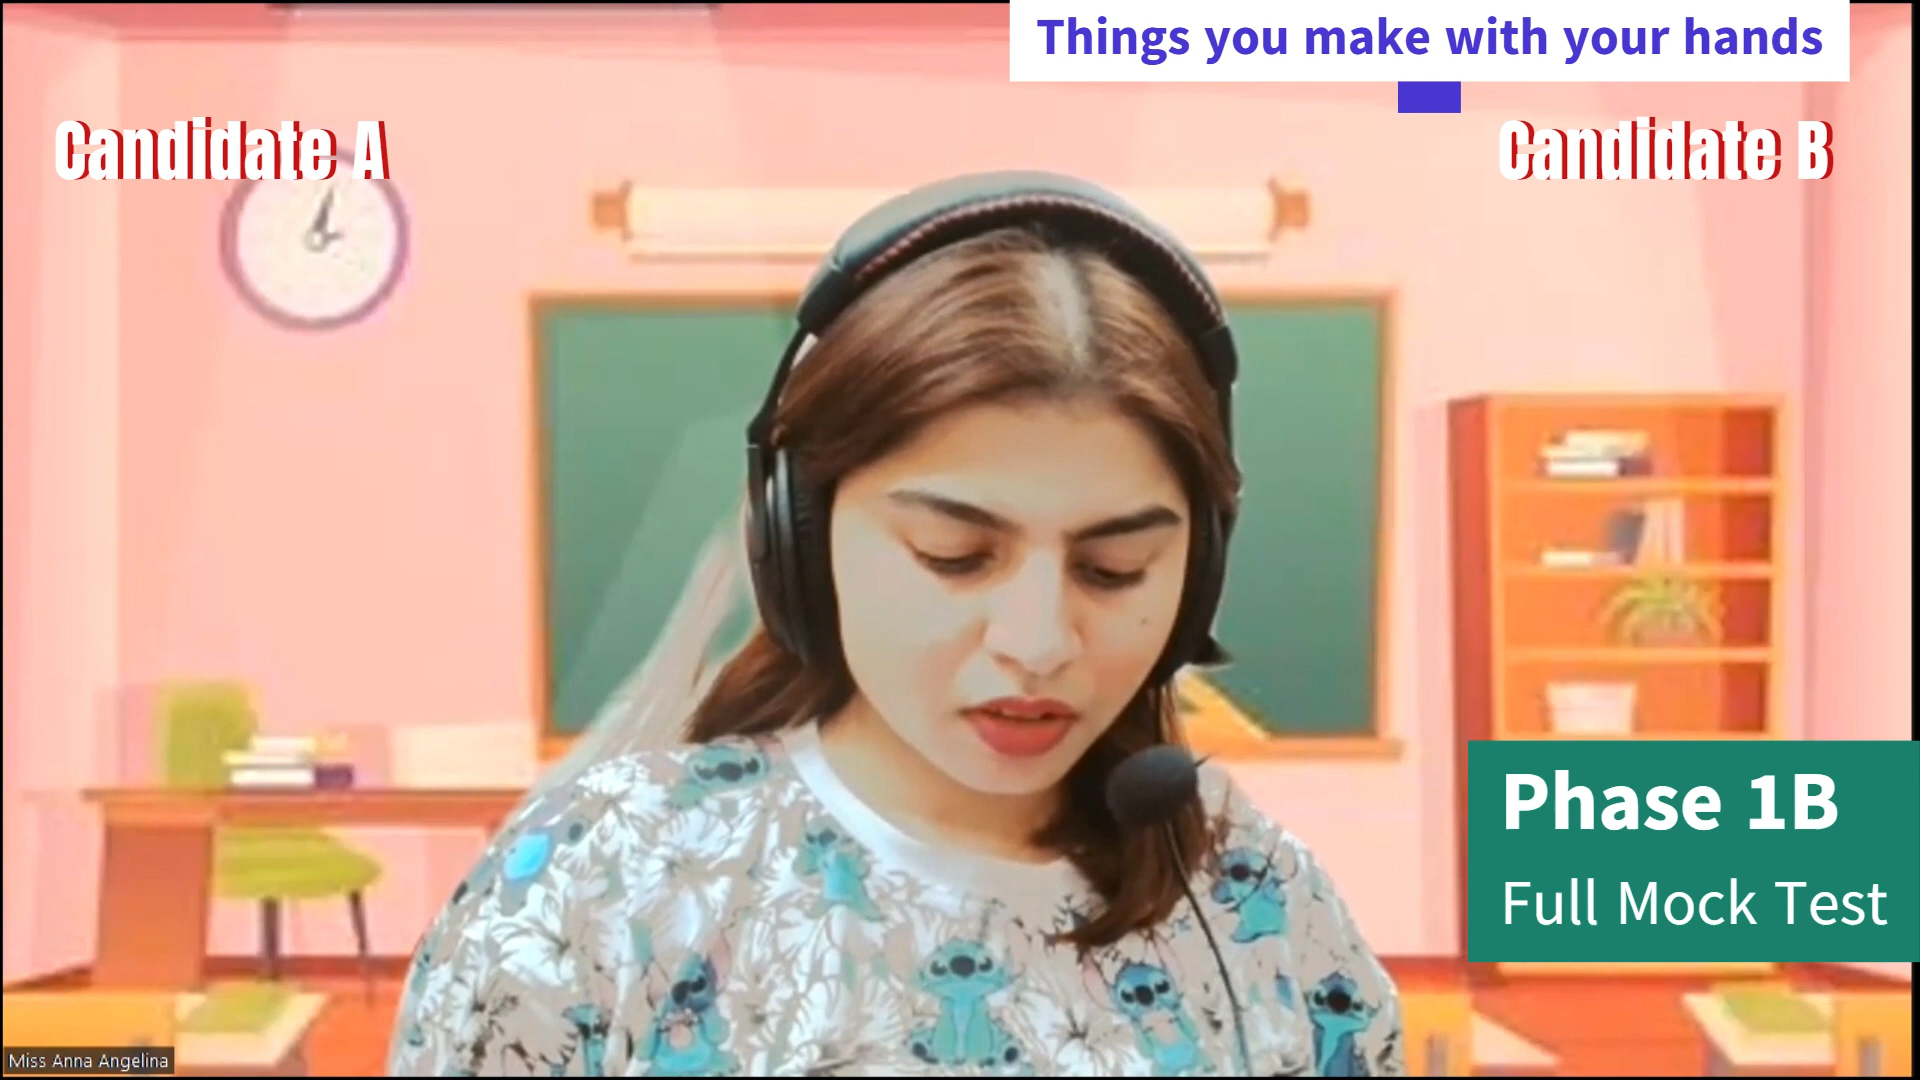 Things you make with your hands
Candidate A
Candidate B
Phase 1B
Full Mock Test
Miss Anna Angelina